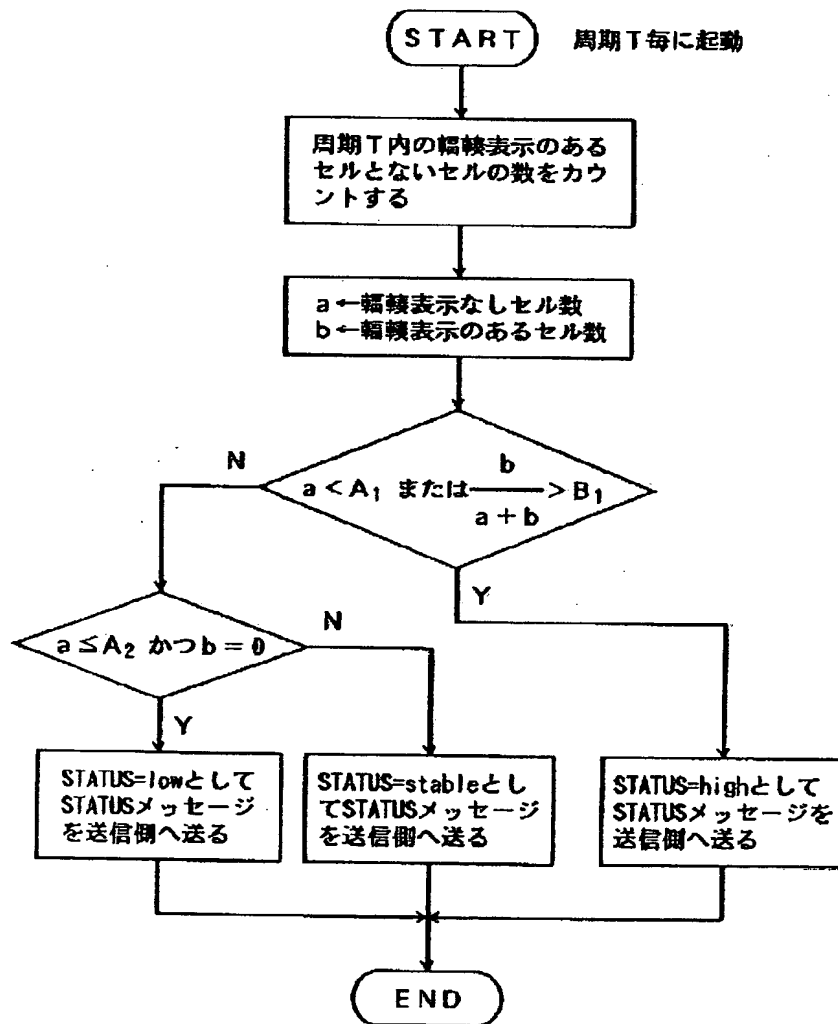 START 周期T毎に起動
周期T内の輻輳表示のある
セルとないセルの数をカウ
ントする
a←輻輳表示なしセル数
b←輻輳表示のあるセル数
N
a < A₁ または b/(a + b) > B₁
Y
a ≤ A₂ かつ b = 0
N
Y
STATUS=lowとして
STATUSメッセージ
を送信側へ送る
STATUS=stableとし
てSTATUSメッセージ
を送信側へ送る
STATUS=highとして
STATUSメッセージを
送信側へ送る
END